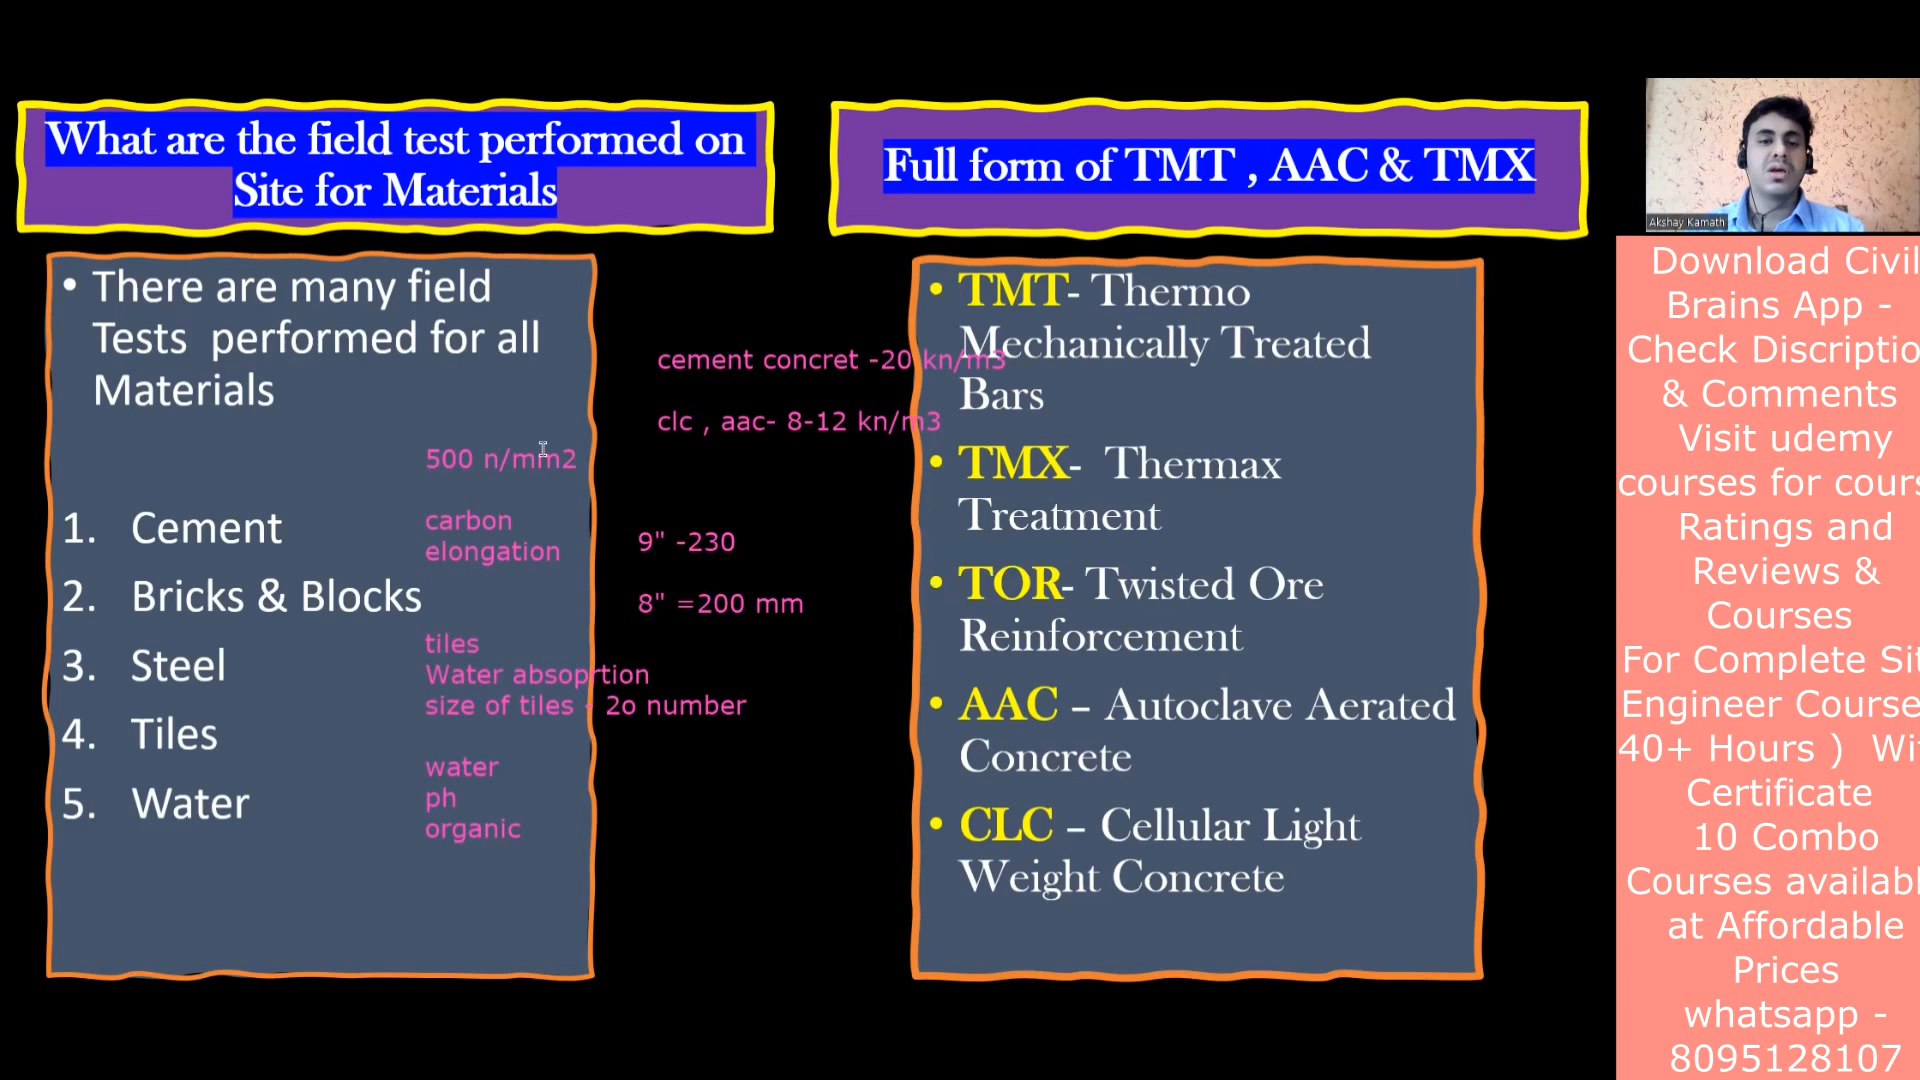 What are the field test performed on
Site for Materials
• There are many field
Tests performed for all
Materials
1. Cement
2. Bricks & Blocks
3. Steel
4. Tiles
5. Water
500 n/mm2
carbon
elongation
tiles
Water absoprtion
size of tiles - 2o number
water
ph
organic
cement concret -20 kn/m3
clc , aac- 8-12 kn/m3
9" -230
8" =200 mm
Full form of TMT , AAC & TMX
• TMT- Thermo
Mechanically Treated
Bars
• TMX- Thermax
Treatment
• TOR- Twisted Ore
Reinforcement
• AAC – Autoclave Aerated
Concrete
• CLC – Cellular Light
Weight Concrete
Akshay Kamath
Download Civil
Brains App -
Check Discriptio
& Comments
Visit udemy
courses for cours
Ratings and
Reviews &
Courses
For Complete Sit
Engineer Course
40+ Hours ) Wit
Certificate
10 Combo
Courses availabl
at Affordable
Prices
whatsapp -
8095128107